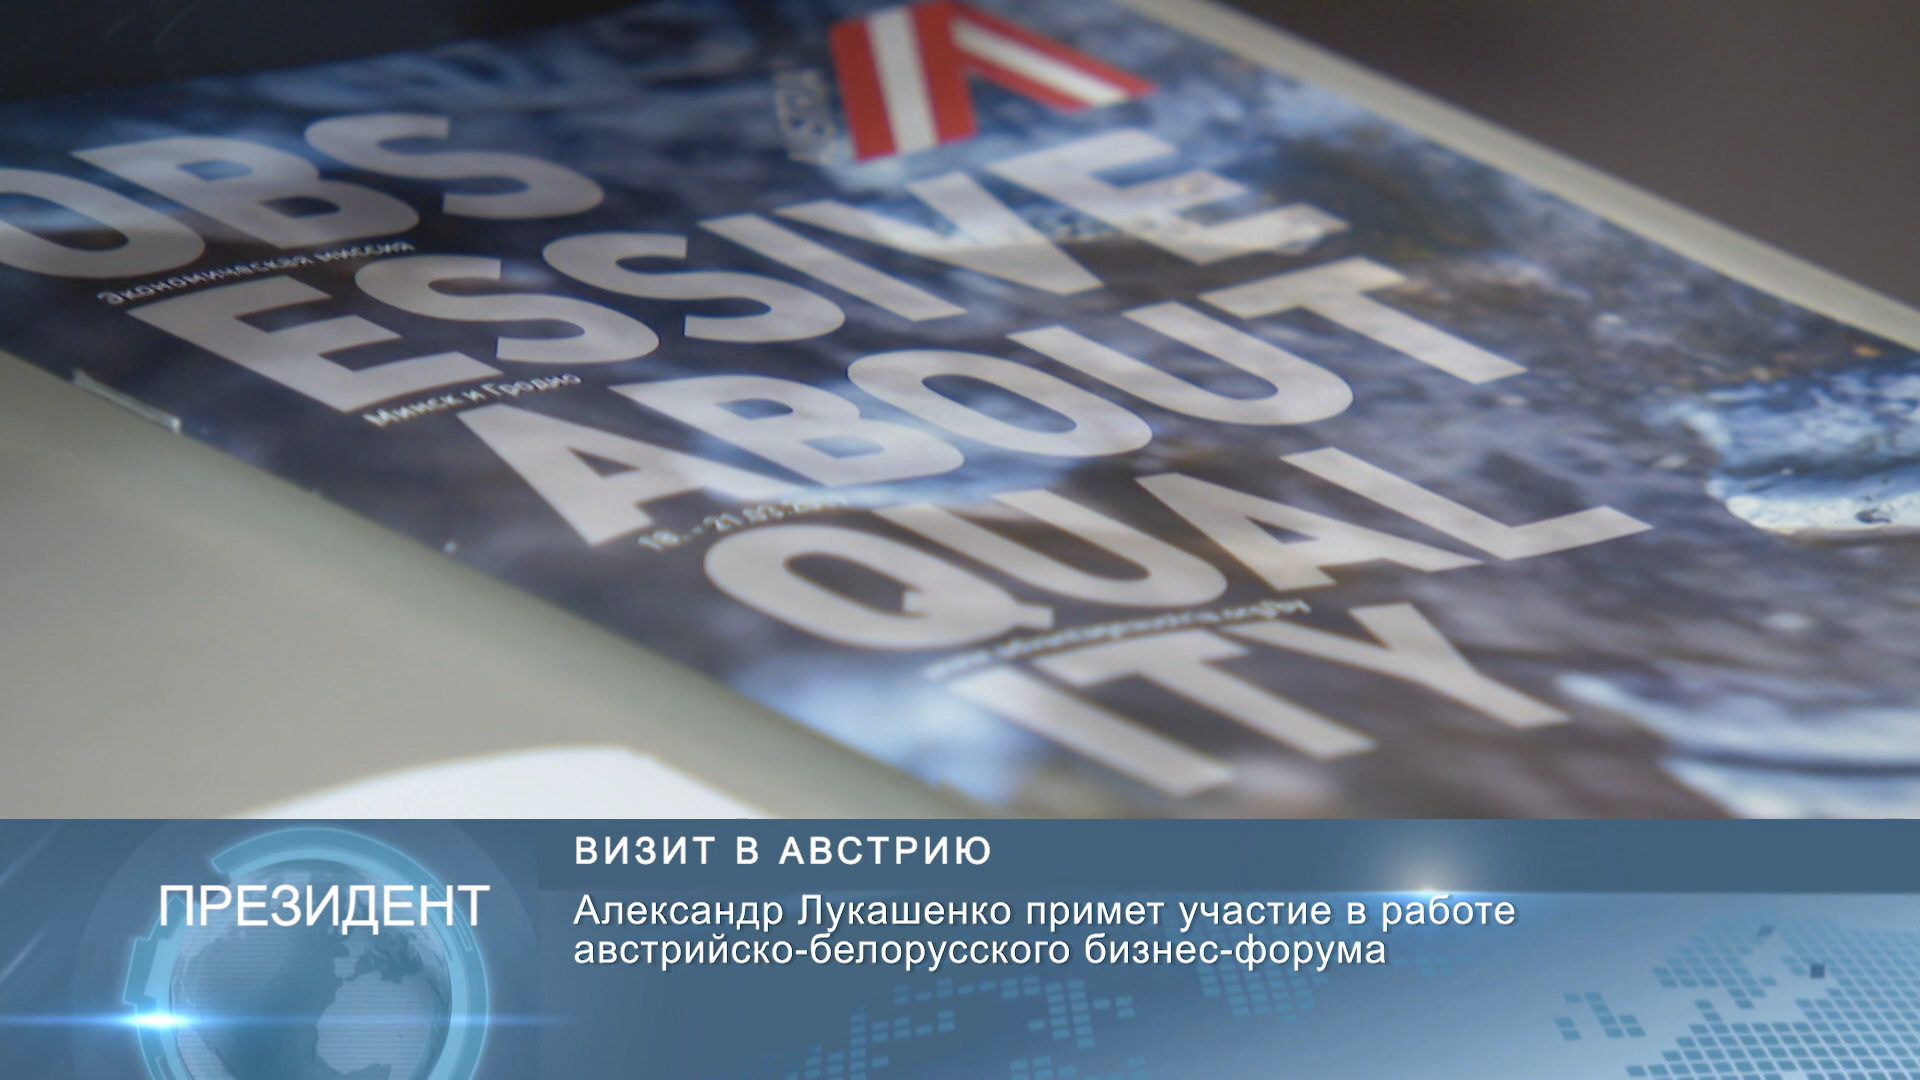 AUSTRIA
OBS
Экономическая миссия
ESSIVE
Минск и Гродно
ABOUT
QUAL
ITY
ПРЕЗИДЕНТ
ВИЗИТ В АВСТРИЮ
Александр Лукашенко примет участие в работе
австрийско-белорусского бизнес-форума